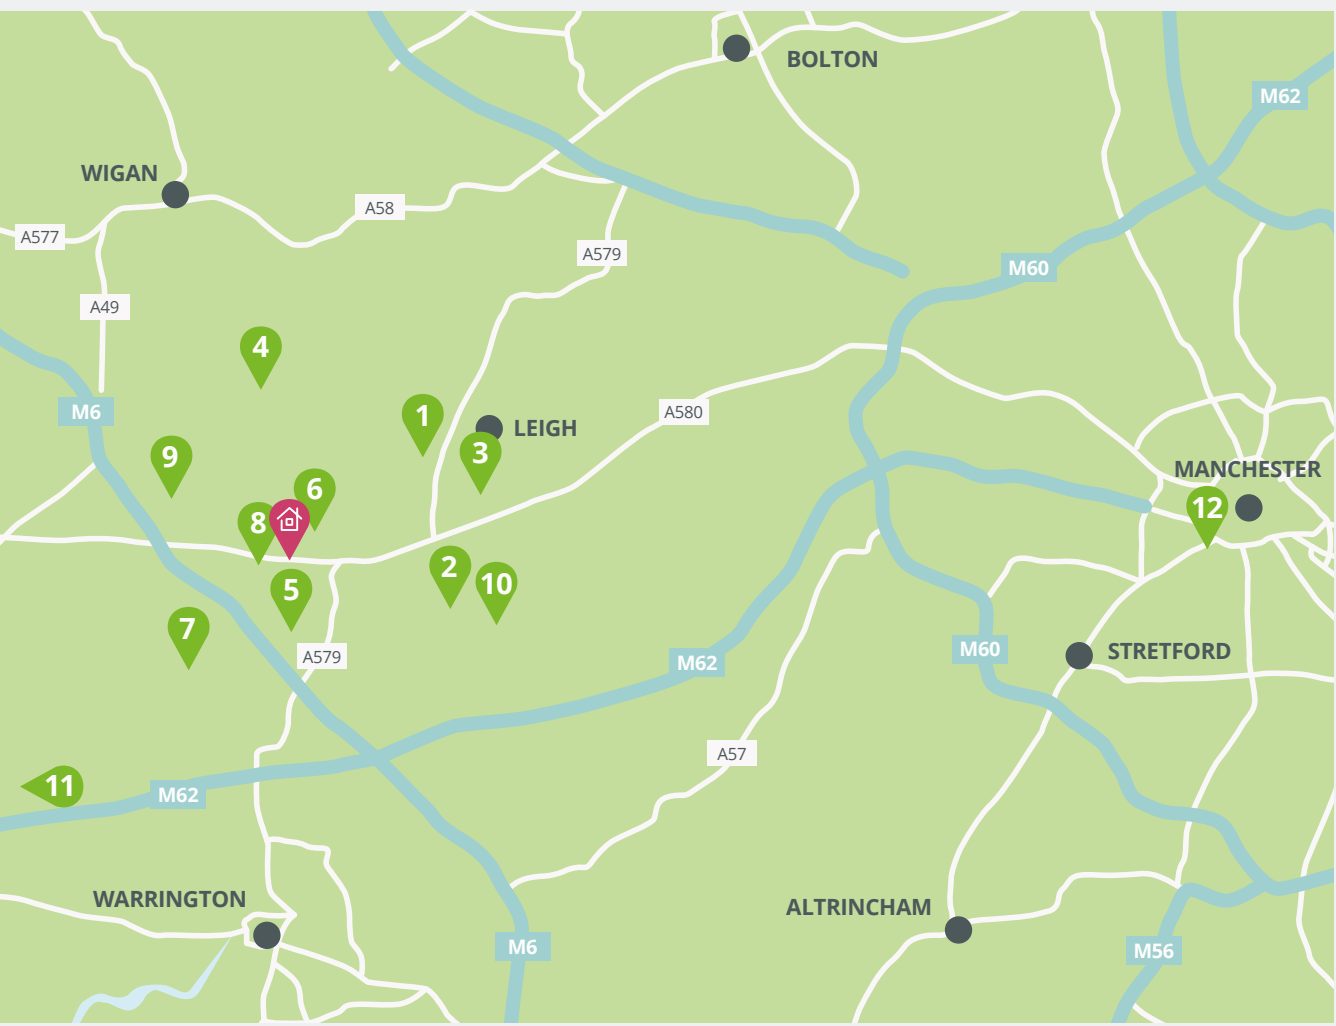 BOLTON
M62
WIGAN
A58
A577
A579
M60
A49
4
M6
1
A580
LEIGH
3
9
MANCHESTER
6
12
8
2
10
5
7
A579
M62
M60
STRETFORD
A57
11
M62
WARRINGTON
ALTRINCHAM
M6
M56